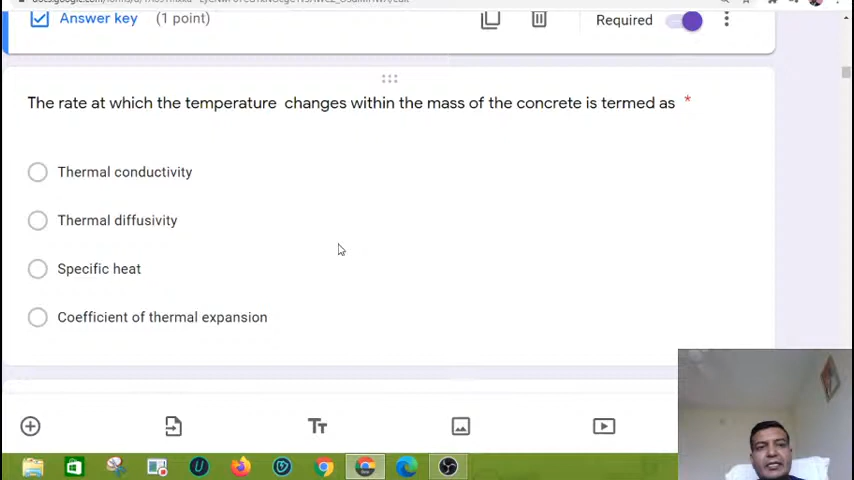 Answer key (1 point)
Required
The rate at which the temperature changes within the mass of the concrete is termed as *
Thermal conductivity
Thermal diffusivity
Specific heat
Coefficient of thermal expansion
Tт